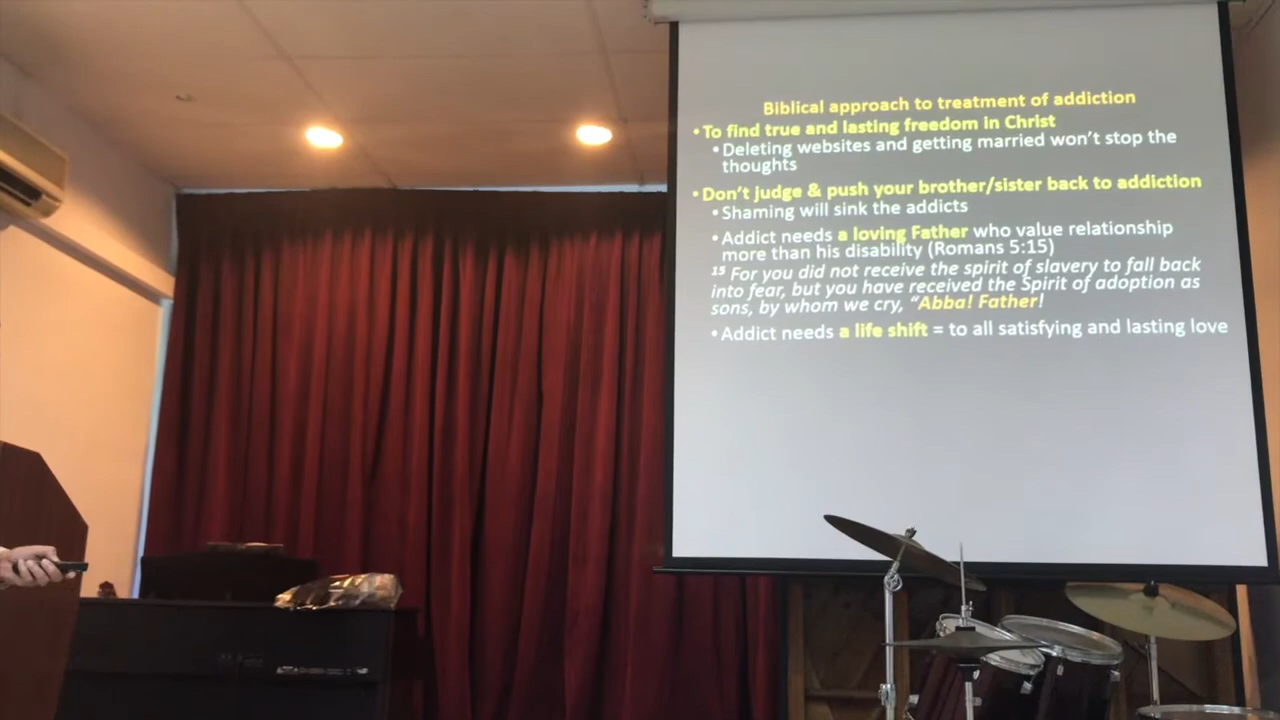 Biblical approach to treatment of addiction
• To find true and lasting freedom in Christ
• Deleting websites and getting married won't stop the
thoughts
• Don't judge & push your brother/sister back to addiction
• Shaming will sink the addicts
• Addict needs a loving Father who value relationship
more than his disability (Romans 5:15)
¹⁵ For you did not receive the spirit of slavery to fall back
into fear, but you have received the Spirit of adoption as
sons, by whom we cry, “Abba! Father!
• Addict needs a life shift = to all satisfying and lasting love